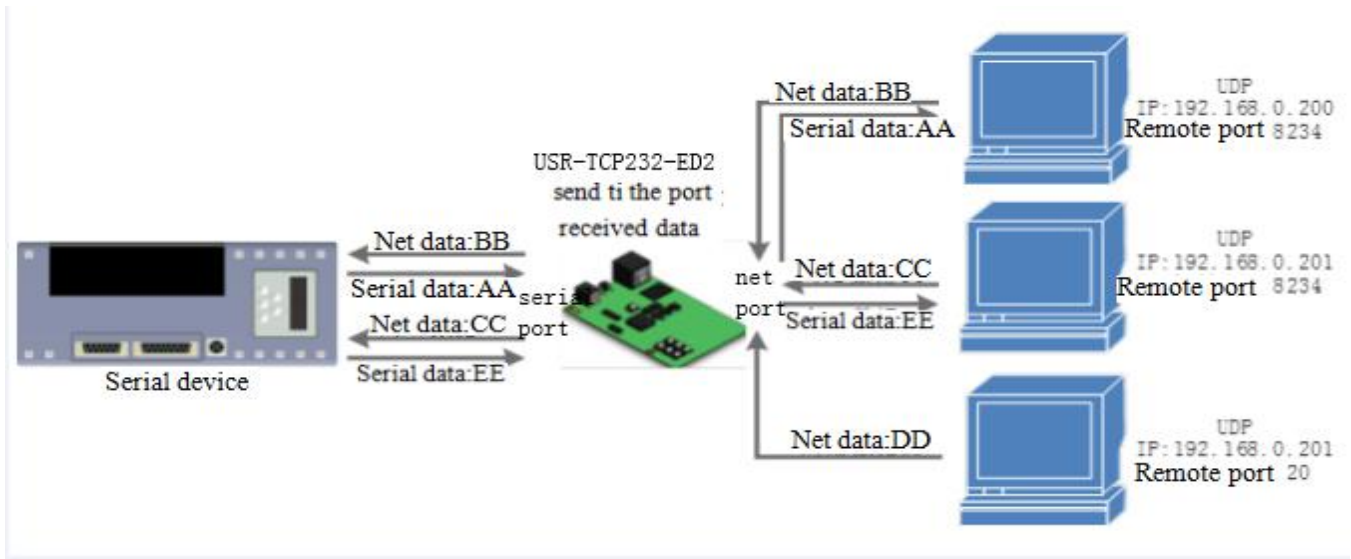 Net data:BB
Serial data:AA
UDP
IP:192.168.0.200
Remote port 8234
USR-TCP232-ED2
send ti the port
received data
Net data:BB
Serial data:AA
Net data:CC
Serial data:EE
serial
port
net
port
Net data:CC
Serial data:EE
UDP
IP:192.168.0.201
Remote port 8234
Serial device
Net data:DD
UDP
IP:192.168.0.201
Remote port 20